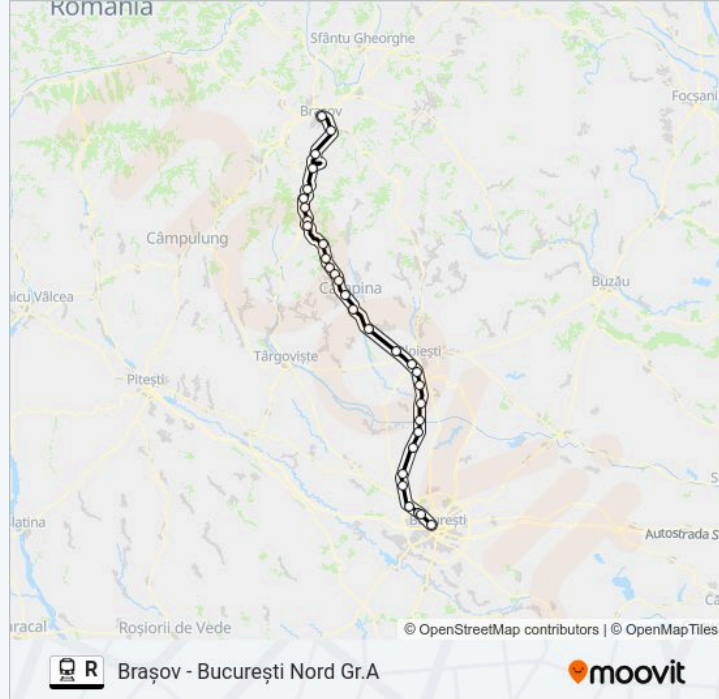 România
Sfântu Gheorghe
Focșani
Brașov
Câmpulung
Buzău
Câmpina
Vâlcea
Ploiești
Târgoviște
Pitești
București
Autostrada S
Roșiorii de Vede
© OpenStreetMap contributors | © OpenMapTiles
R Brașov - București Nord Gr.A
moovit